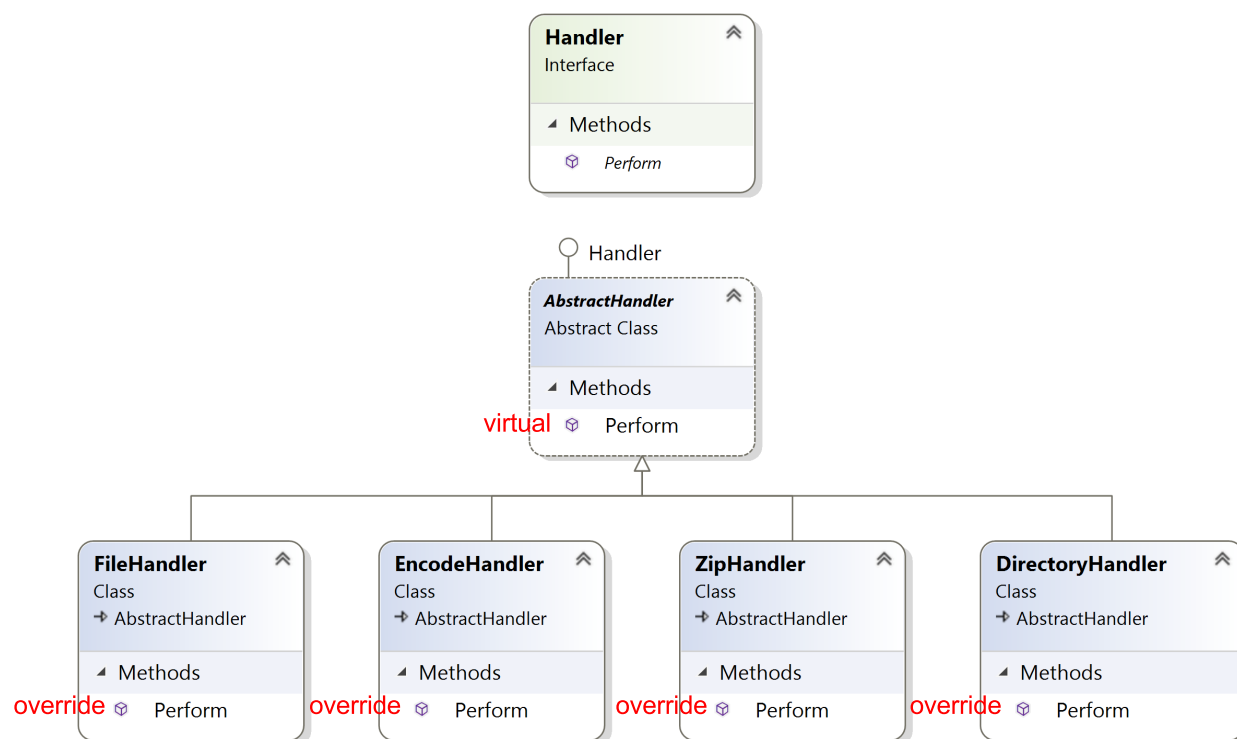 Handler
Interface
Methods
Perform
Handler
AbstractHandler
Abstract Class
Methods
virtual Perform
FileHandler
Class
AbstractHandler
Methods
override Perform
EncodeHandler
Class
AbstractHandler
Methods
override Perform
ZipHandler
Class
AbstractHandler
Methods
override Perform
DirectoryHandler
Class
AbstractHandler
Methods
override Perform